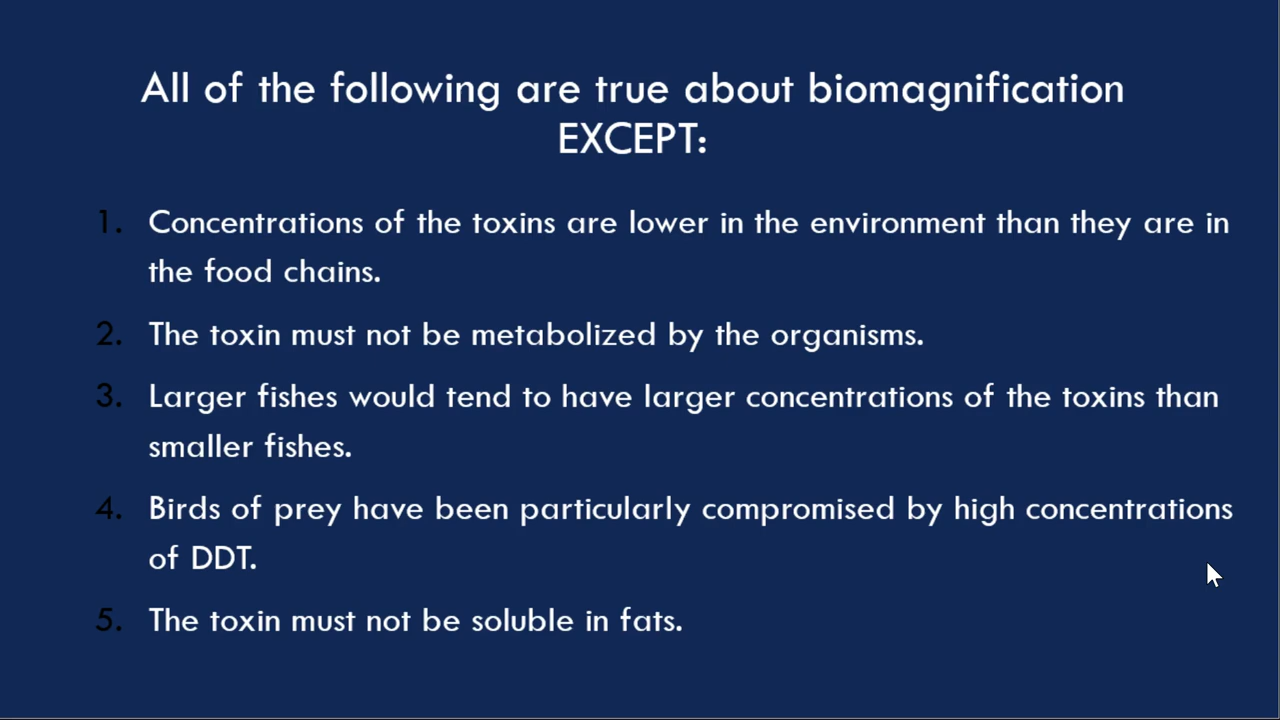 All of the following are true about biomagnification
EXCEPT:
1. Concentrations of the toxins are lower in the environment than they are in
the food chains.
2. The toxin must not be metabolized by the organisms.
3. Larger fishes would tend to have larger concentrations of the toxins than
smaller fishes.
4. Birds of prey have been particularly compromised by high concentrations
of DDT.
5. The toxin must not be soluble in fats.